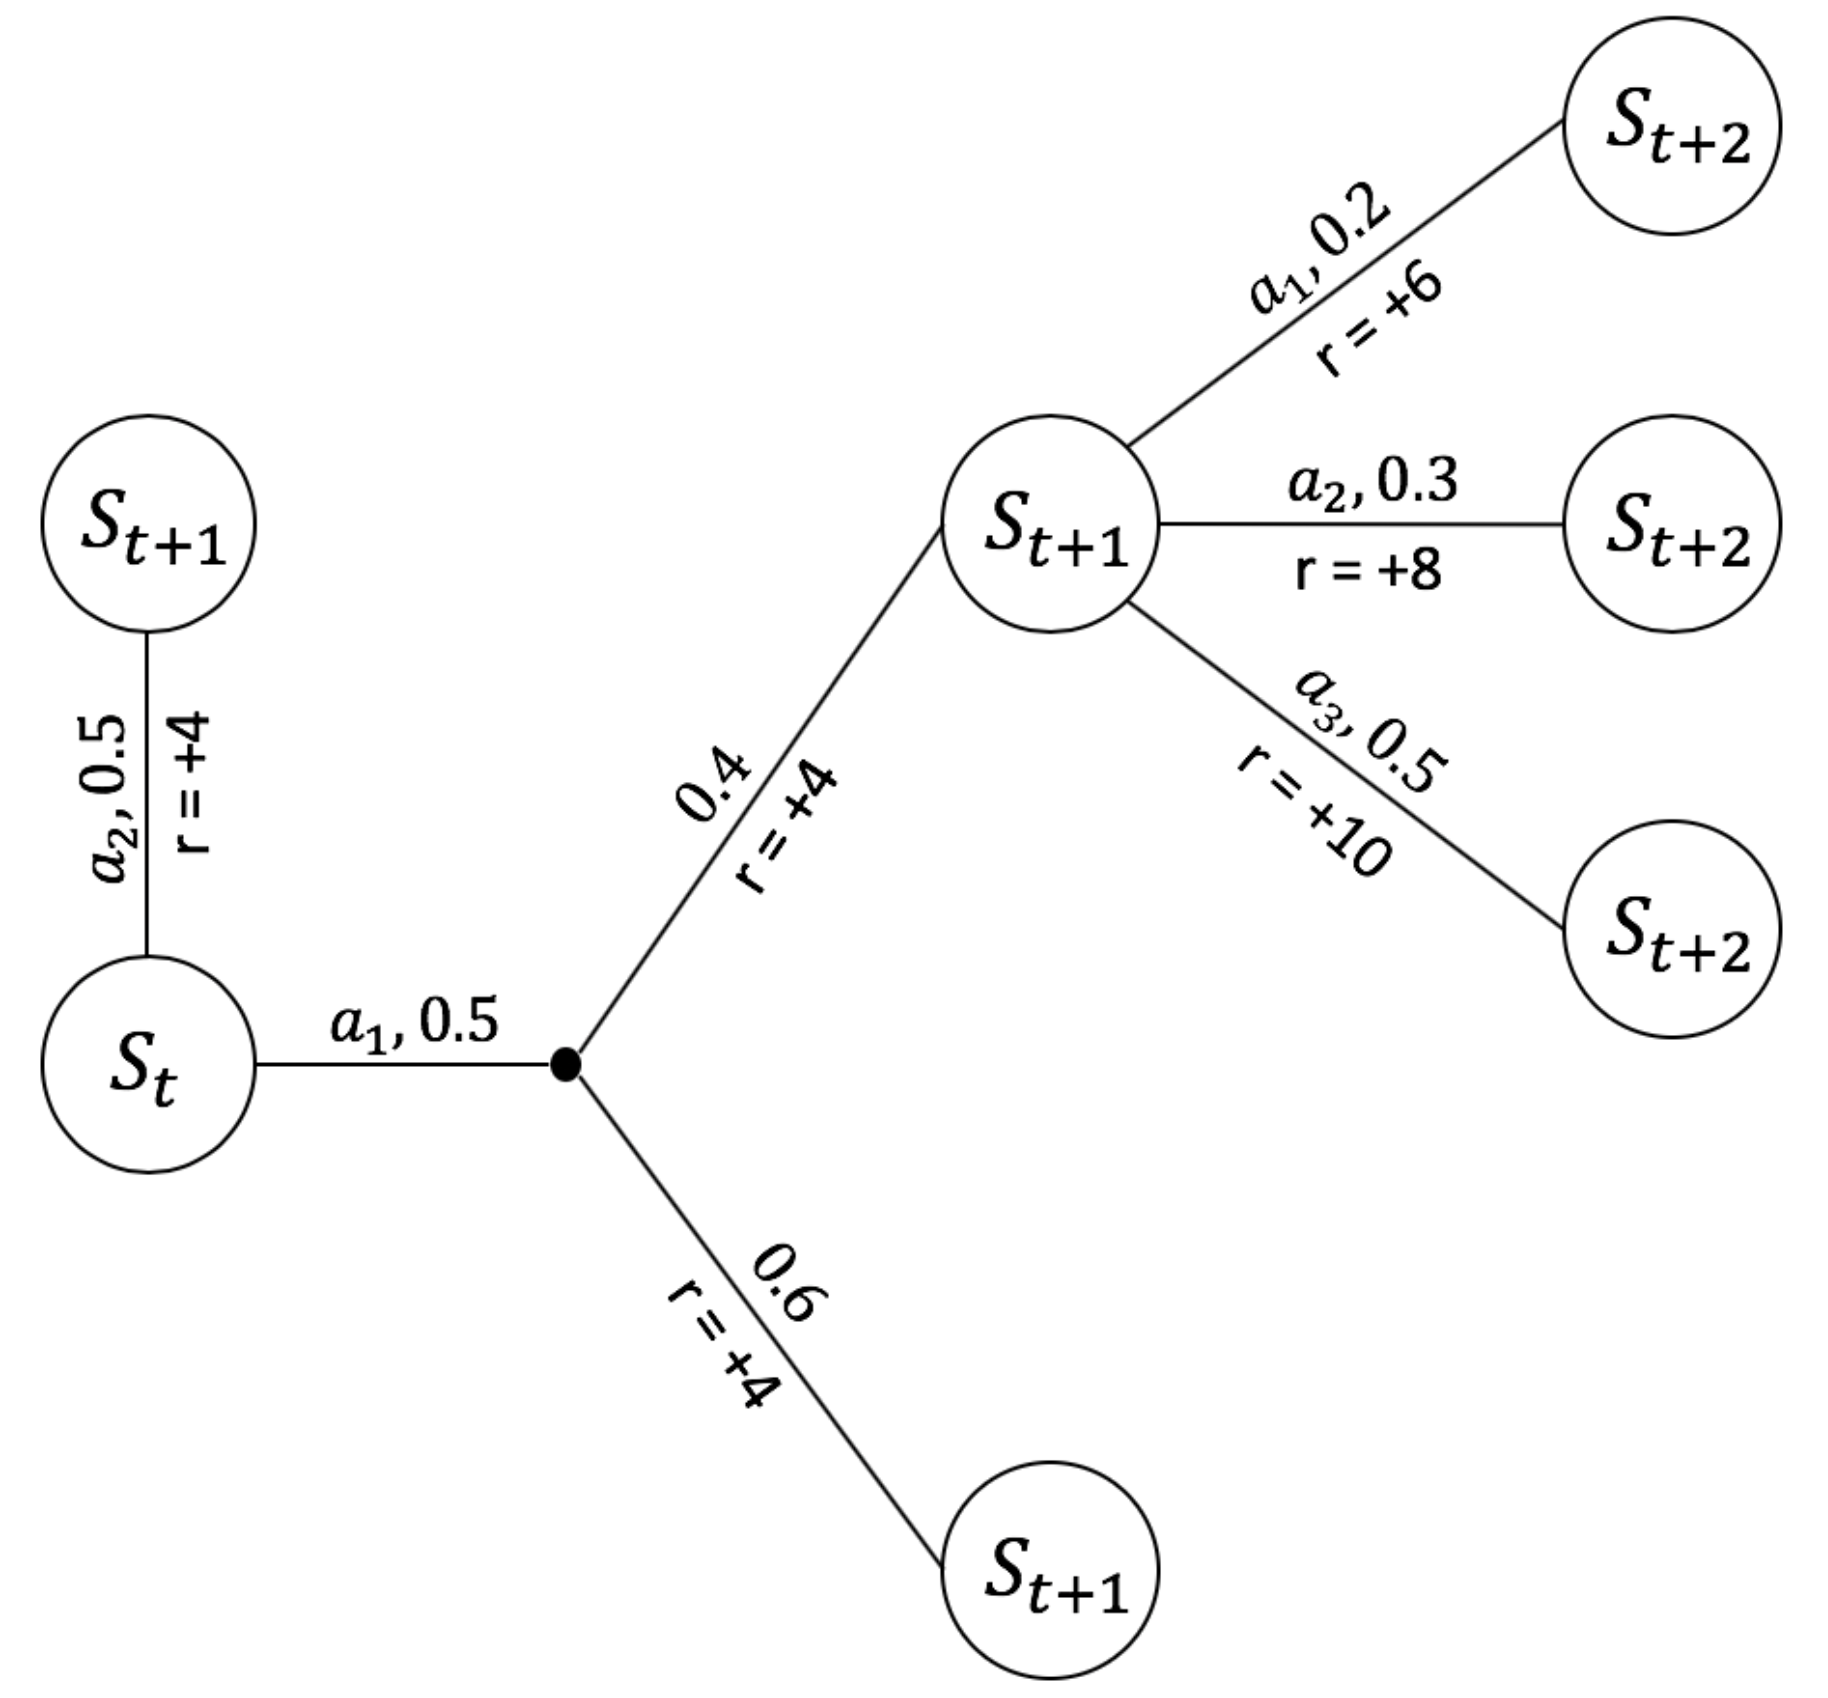 S_{t+2}
a_1, 0.2
r = +6
S_{t+1}
S_{t+1}
a_2, 0.3
r = +8
S_{t+2}
a_2, 0.5
r = +4
0.4
r = +4
a_3, 0.5
r = +10
S_{t+2}
S_t
a_1, 0.5
0.6
r = +4
S_{t+1}